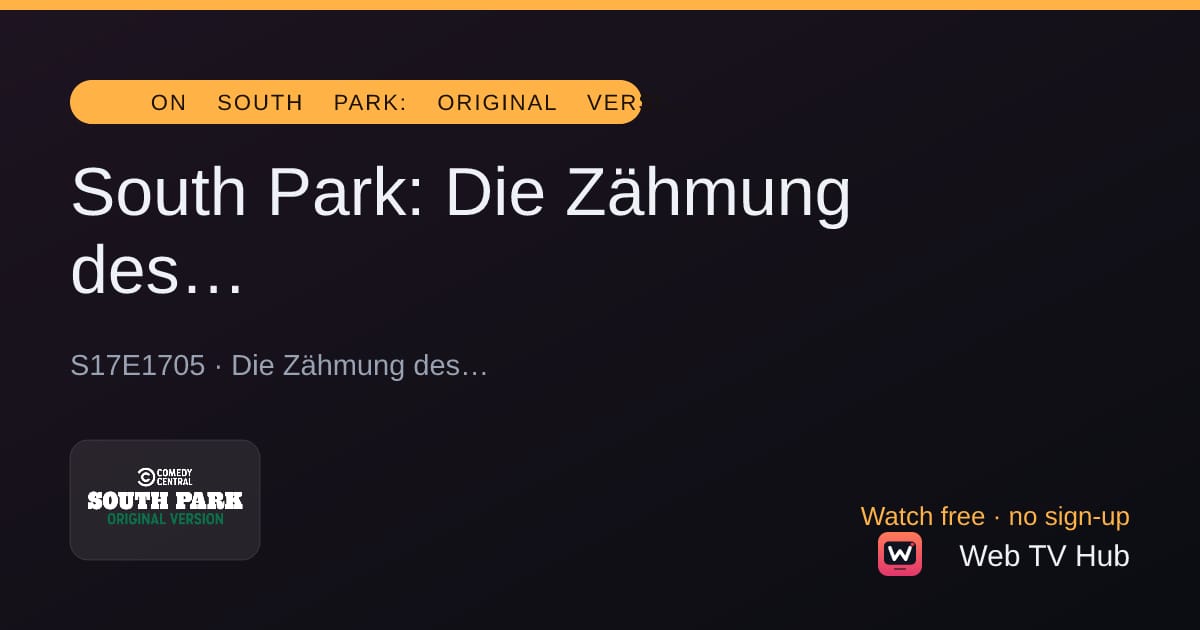 ON SOUTH PARK: ORIGINAL
South Park: Die Zähmung
des…
S17E1705 · Die Zähmung des…
COMEDY
CENTRAL
SOUTH PARK
ORIGINAL VERSION
Watch free · no sign-up
Web TV Hub